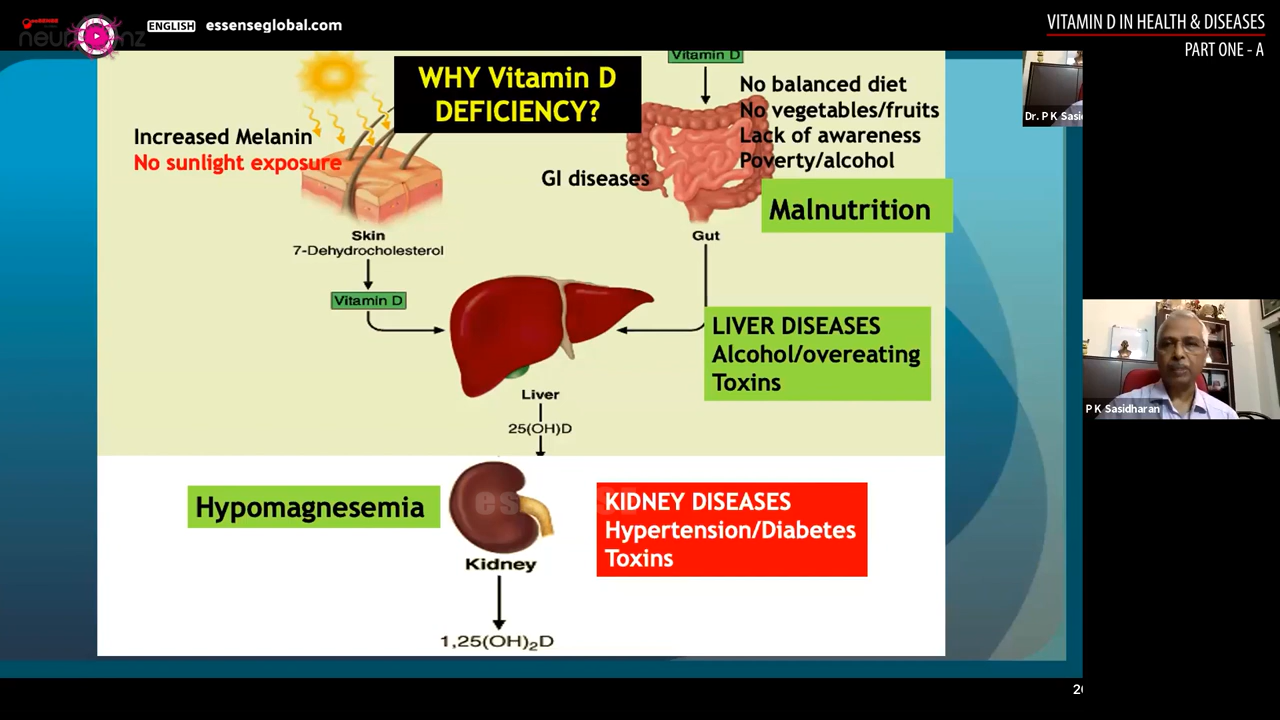 ENGLISH
essenseglobal.com
VITAMIN D IN HEALTH & DISEASES
PART ONE - A
WHY Vitamin D
DEFICIENCY?
Vitamin D
No balanced diet
No vegetables/fruits
Lack of awareness
Poverty/alcohol
Increased Melanin
No sunlight exposure
GI diseases
Malnutrition
Skin
7-Dehydrocholesterol
Vitamin D
Gut
LIVER DISEASES
Alcohol/overeating
Toxins
Liver
25(OH)D
Hypomagnesemia
KIDNEY DISEASES
Hypertension/Diabetes
Toxins
Kidney
1,25(OH)₂D
Dr. P K Sasi
P K Sasidharan